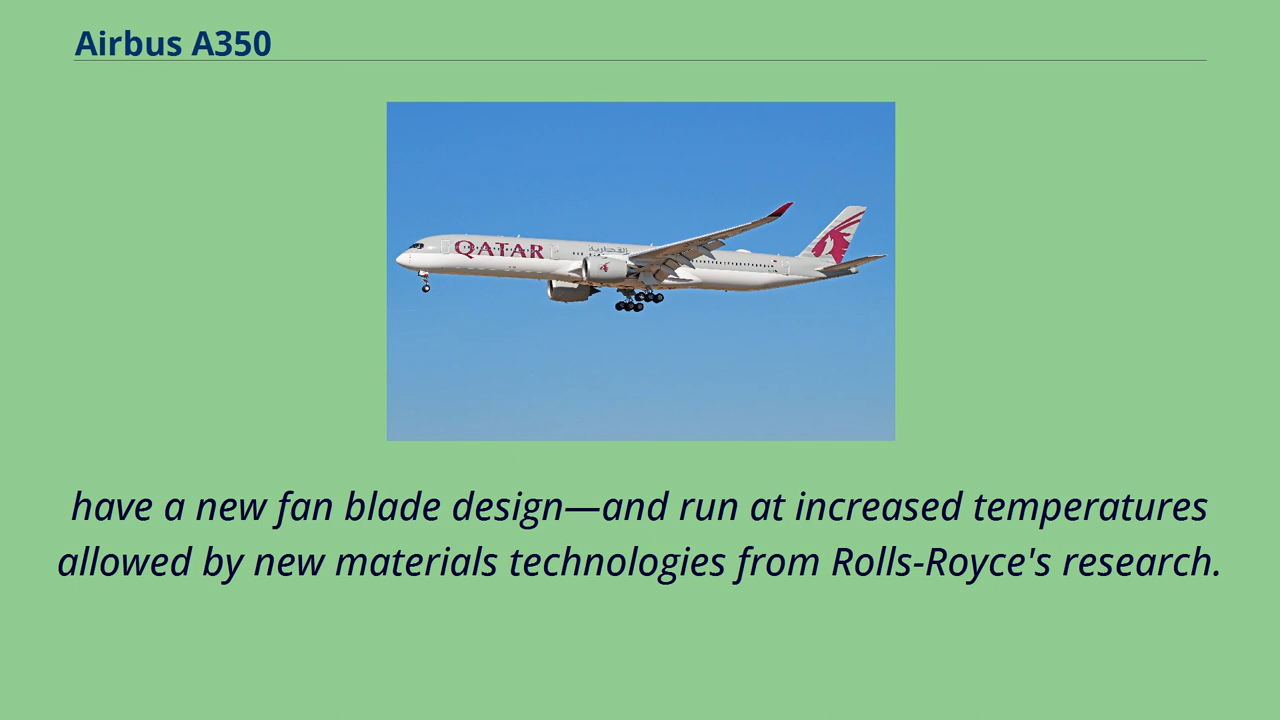 Airbus A350
QATAR
القطرية
have a new fan blade design—and run at increased temperatures
allowed by new materials technologies from Rolls-Royce's research.